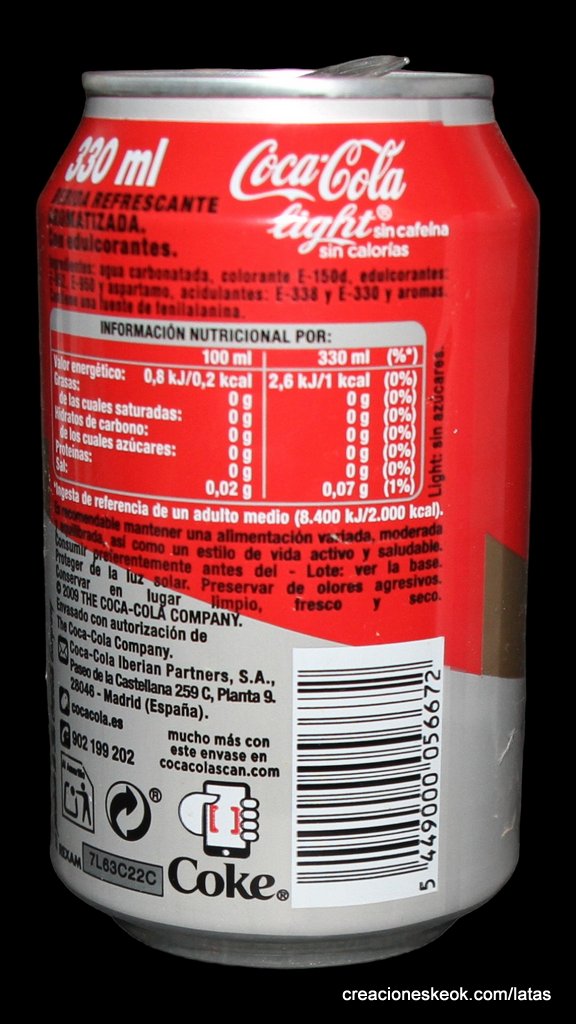 330 ml
Coca-Cola
light® sin cafeína
sin calorías
BEBIDA REFRESCANTE
AROMATIZADA.
Con edulcorantes.
Ingredientes: agua carbonatada, colorante E-150d, edulcorantes:
E-950 y aspartamo, acidulantes: E-338 y E-330 y aromas.
Contiene una fuente de fenilalanina.
INFORMACIÓN NUTRICIONAL POR:
100 ml 330 ml (%*)
Valor energético: 0,8 kJ/0,2 kcal 2,6 kJ/1 kcal (0%)
Grasas: 0 g 0 g (0%)
de las cuales saturadas: 0 g 0 g (0%)
Hidratos de carbono: 0 g 0 g (0%)
de los cuales azúcares: 0 g 0 g (0%)
Proteínas: 0 g 0 g (0%)
Sal: 0,02 g 0,07 g (1%)
Light: sin azúcares.
*Ingesta de referencia de un adulto medio (8.400 kJ/2.000 kcal).
Es recomendable mantener una alimentación variada, moderada
y equilibrada, así como un estilo de vida activo y saludable.
Consumir preferentemente antes del - Lote: ver la base.
Proteger de la luz solar. Preservar de olores agresivos.
Conservar en lugar limpio, fresco y seco.
© 2009 THE COCA-COLA COMPANY.
Envasado con autorización de
The Coca-Cola Company.
Coca-Cola Iberian Partners, S.A.,
Paseo de la Castellana 259 C, Planta 9.
28046 - Madrid (España).
cocacola.es
902 199 202
mucho más con
este envase en
cocacolascan.com
®
REXAM
7L63C22C
Coke®
5 449000 056672
creacioneskeok.com/latas